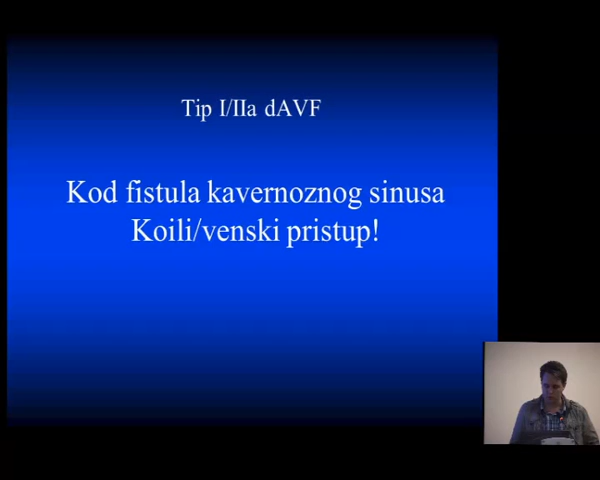 Tip I/IIa dAVF
Kod fistula kavernoznog sinusa
Koili/venski pristup!